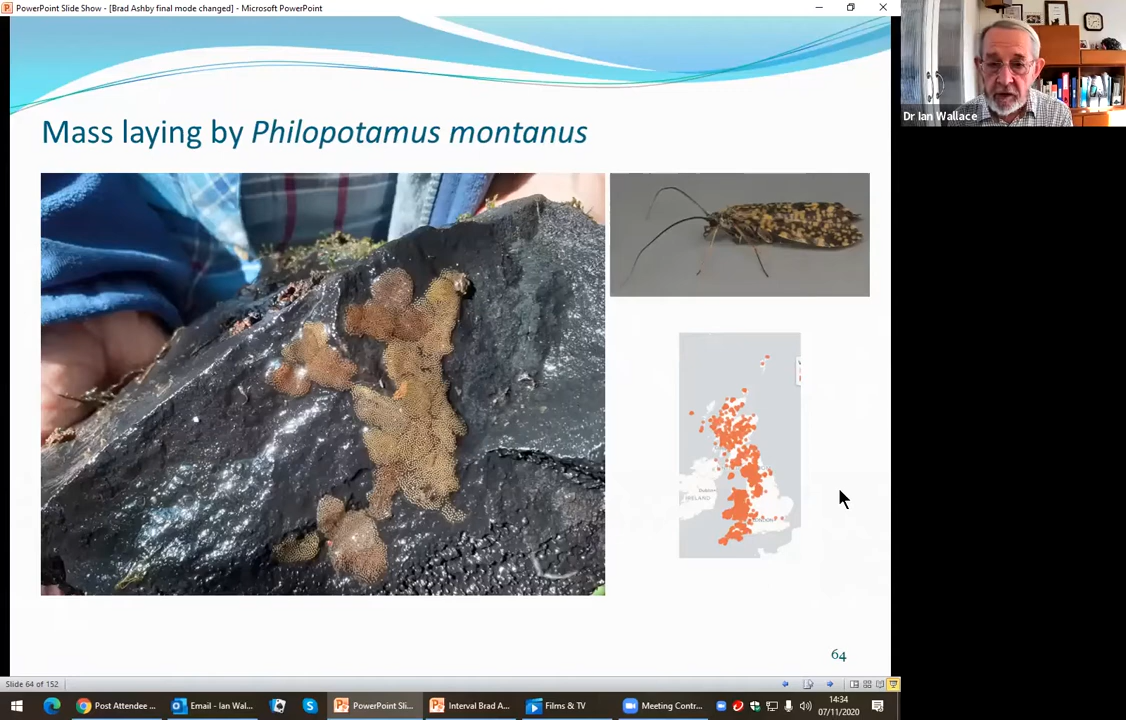 PowerPoint Slide Show - [Brad Ashby final mode changed] - Microsoft PowerPoint
Dr Ian Wallace
Mass laying by Philopotamus montanus
IRELAND
64
Slide 64 of 152
Post Attendee ...
Email - Ian Wal...
PowerPoint Sli...
Interval Brad A...
Films & TV
Meeting Contr...
14:34
07/11/2020